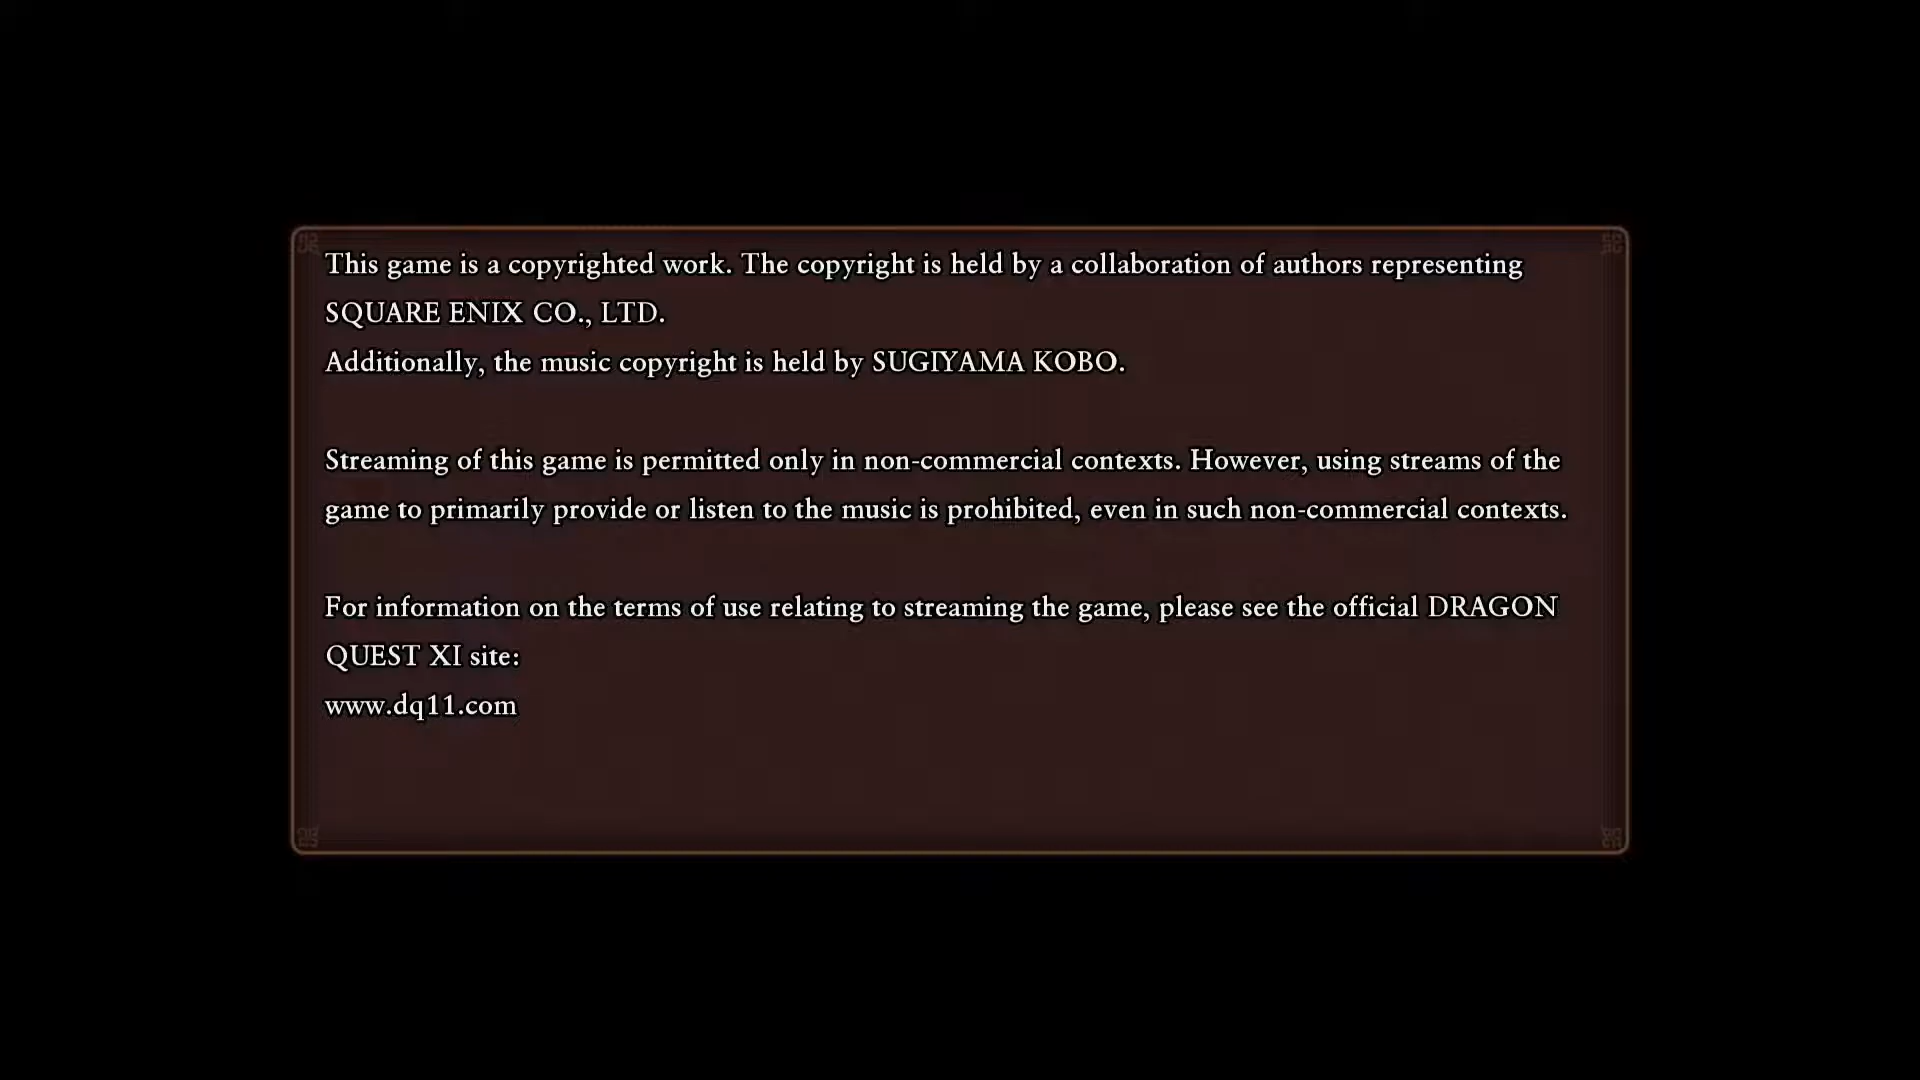 This game is a copyrighted work. The copyright is held by a collaboration of authors representing
SQUARE ENIX CO., LTD.
Additionally, the music copyright is held by SUGIYAMA KOBO.
Streaming of this game is permitted only in non-commercial contexts. However, using streams of the
game to primarily provide or listen to the music is prohibited, even in such non-commercial contexts.
For information on the terms of use relating to streaming the game, please see the official DRAGON
QUEST XI site:
www.dq11.com